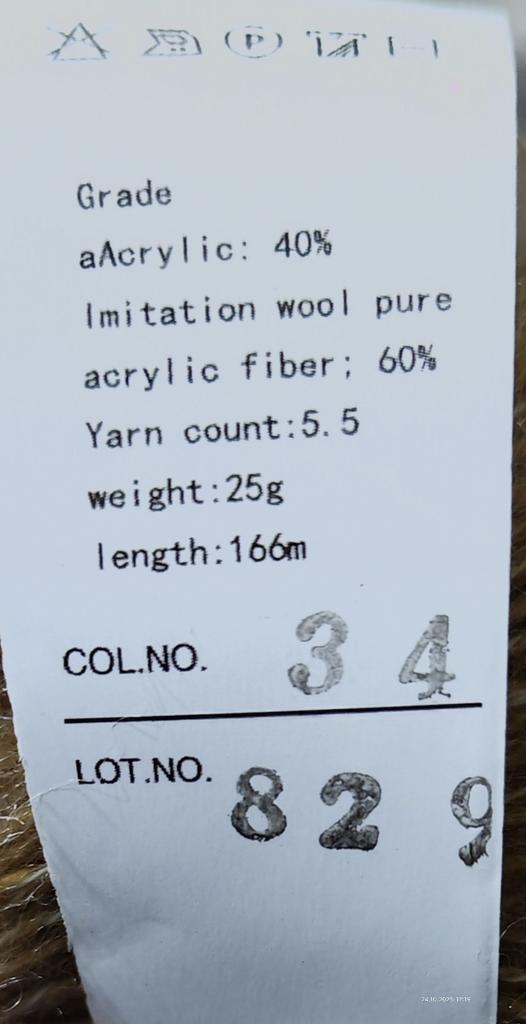 P
Grade
aAcrylic: 40%
Imitation wool pure
acrylic fiber; 60%
Yarn count:5.5
weight:25g
length:166m
COL.NO. 34
LOT.NO. 829